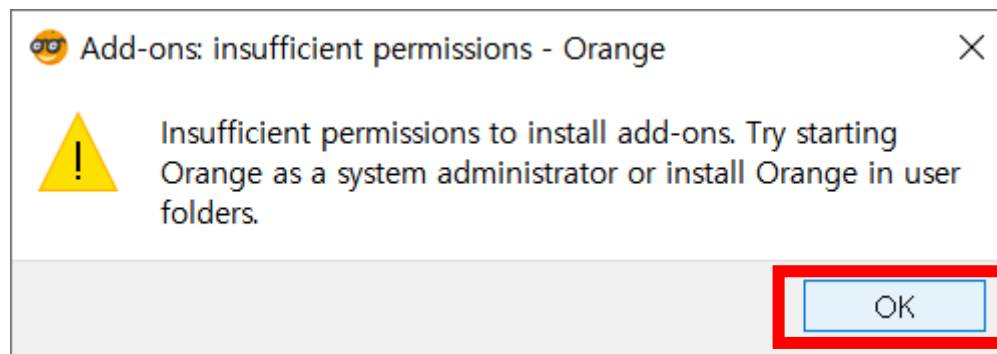 Add-ons: insufficient permissions - Orange
!
Insufficient permissions to install add-ons. Try starting
Orange as a system administrator or install Orange in user
folders.
OK